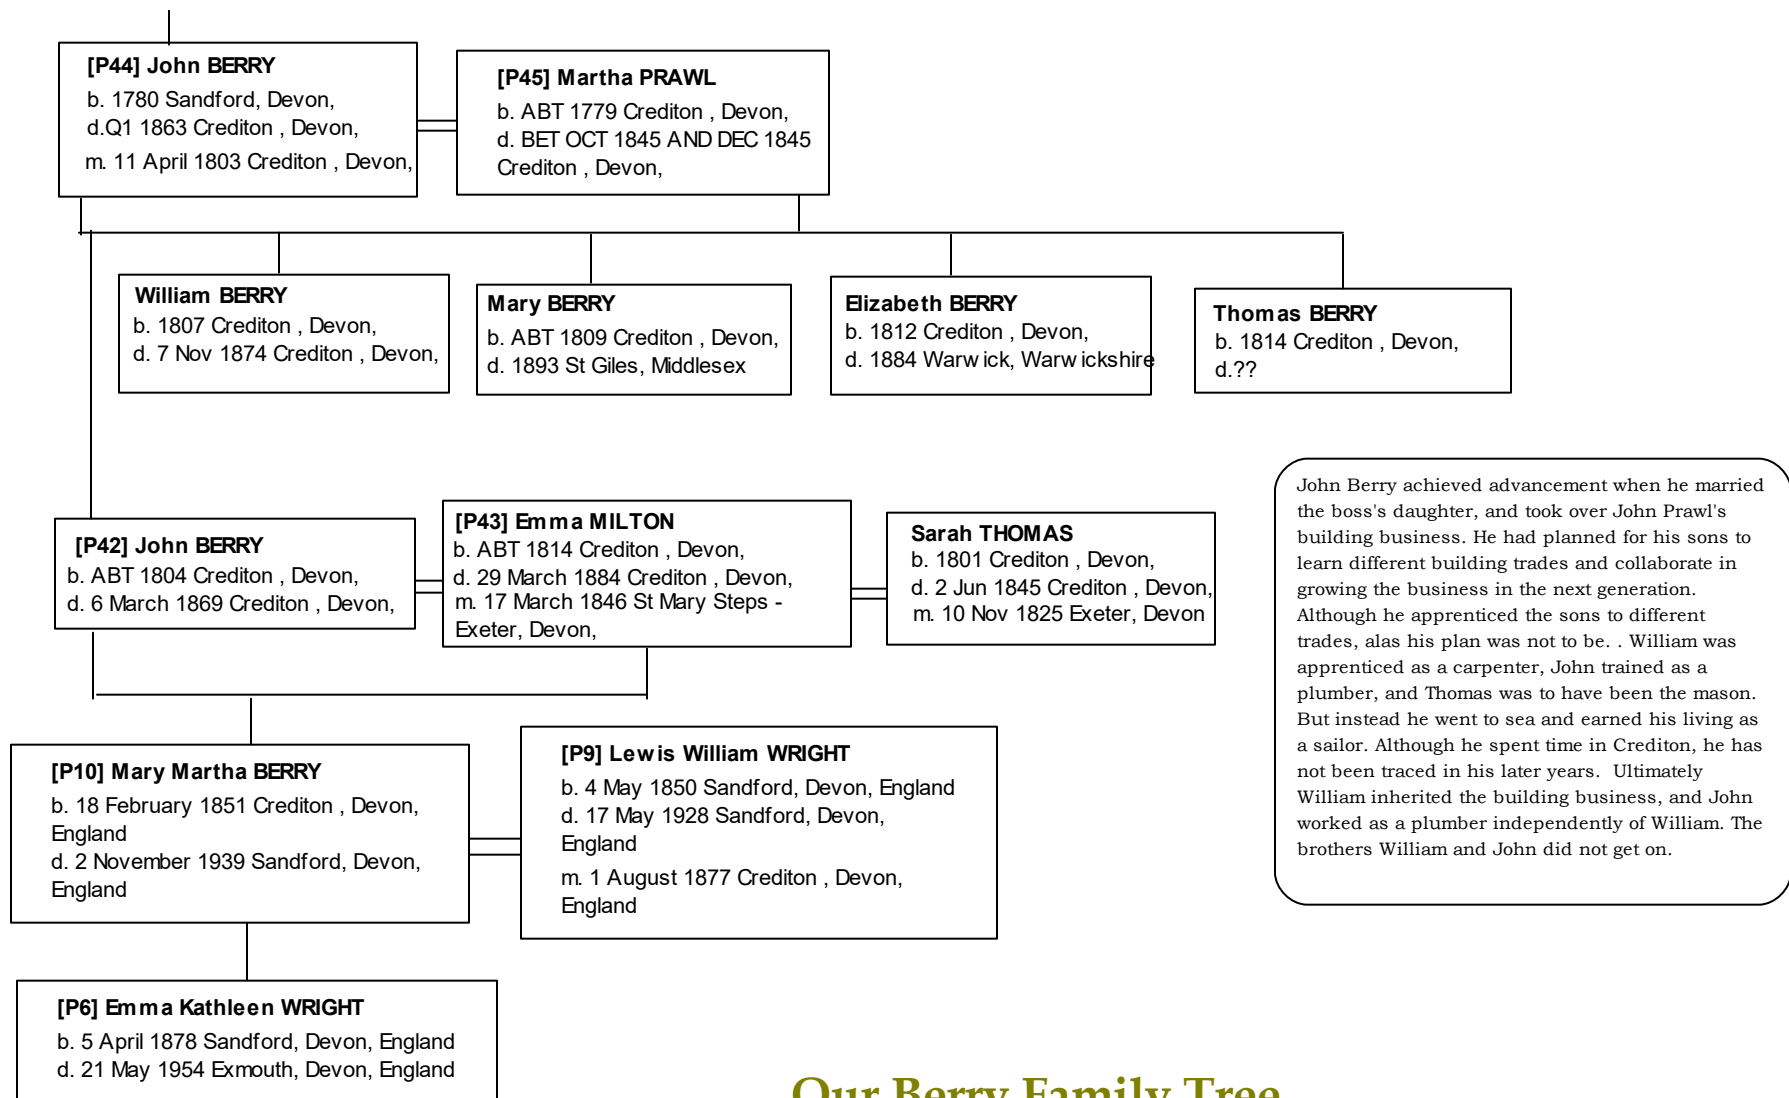 [P44] John BERRY
b. 1780 Sandford, Devon,
d.Q1 1863 Crediton , Devon,
m. 11 April 1803 Crediton , Devon,
[P45] Martha PRAWL
b. ABT 1779 Crediton , Devon,
d. BET OCT 1845 AND DEC 1845
Crediton , Devon,
William BERRY
b. 1807 Crediton , Devon,
d. 7 Nov 1874 Crediton , Devon,
Mary BERRY
b. ABT 1809 Crediton , Devon,
d. 1893 St Giles, Middlesex
Elizabeth BERRY
b. 1812 Crediton , Devon,
d. 1884 Warwick, Warwickshire
Thomas BERRY
b. 1814 Crediton , Devon,
d.??
[P42] John BERRY
b. ABT 1804 Crediton , Devon,
d. 6 March 1869 Crediton , Devon,
[P43] Emma MILTON
b. ABT 1814 Crediton , Devon,
d. 29 March 1884 Crediton , Devon,
m. 17 March 1846 St Mary Steps -
Exeter, Devon,
Sarah THOMAS
b. 1801 Crediton , Devon,
d. 2 Jun 1845 Crediton , Devon,
m. 10 Nov 1825 Exeter, Devon
John Berry achieved advancement when he married
the boss's daughter, and took over John Prawl's
building business. He had planned for his sons to
learn different building trades and collaborate in
growing the business in the next generation.
Although he apprenticed the sons to different
trades, alas his plan was not to be. . William was
apprenticed as a carpenter, John trained as a
plumber, and Thomas was to have been the mason.
But instead he went to sea and earned his living as
a sailor. Although he spent time in Crediton, he has
not been traced in his later years.  Ultimately
William inherited the building business, and John
worked as a plumber independently of William. The
brothers William and John did not get on.
[P10] Mary Martha BERRY
b. 18 February 1851 Crediton , Devon,
England
d. 2 November 1939 Sandford, Devon,
England
[P9] Lewis William WRIGHT
b. 4 May 1850 Sandford, Devon, England
d. 17 May 1928 Sandford, Devon,
England
m. 1 August 1877 Crediton , Devon,
England
[P6] Emma Kathleen WRIGHT
b. 5 April 1878 Sandford, Devon, England
d. 21 May 1954 Exmouth, Devon, England
Our Berry Family Tree